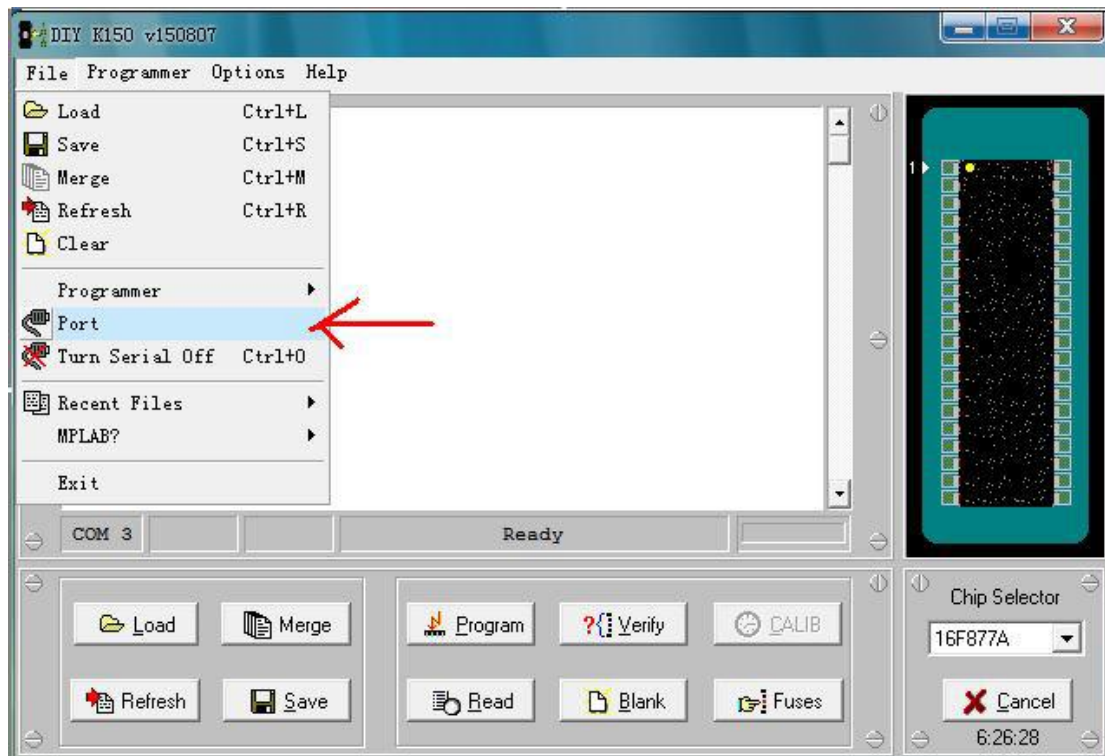 DIY K150 v150807
File Programmer Options Help
Load Ctrl+L
Save Ctrl+S
Merge Ctrl+M
Refresh Ctrl+R
Clear
Programmer
Port
Turn Serial Off Ctrl+O
Recent Files
MPLAB?
Exit
1
COM 3 Ready
Load Merge Program Verify CALIB
Refresh Save Read Blank Fuses
Chip Selector
16F877A
Cancel
6:26:28